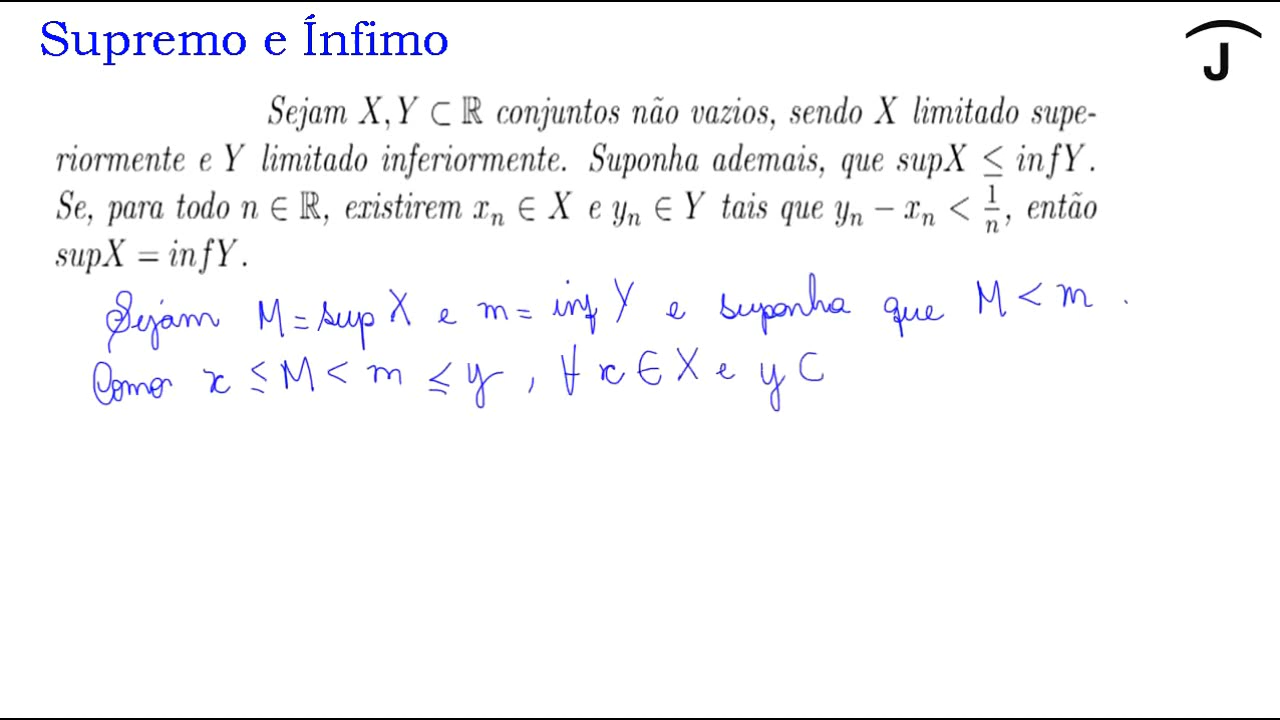 Supremo e Ínfimo
J
Sejam X, Y ⊂ ℝ conjuntos não vazios, sendo X limitado supe-
riormente e Y limitado inferiormente. Suponha ademais, que supX ≤ infY.
Se, para todo n ∈ ℝ, existirem xₙ ∈ X e yₙ ∈ Y tais que yₙ − xₙ < 1/n, então
supX = infY.
Sejam M = sup X e m = inf Y e suponha que M < m .
Como x ≤ M < m ≤ y , ∀ x ∈ X e y C